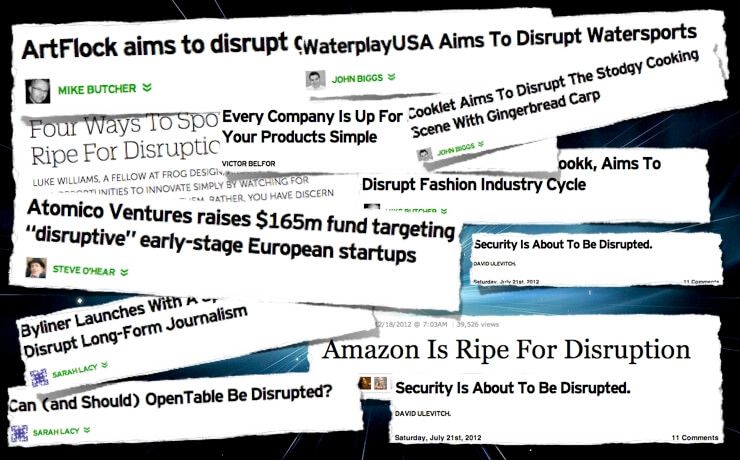 ArtFlock aims to disrupt
MIKE BUTCHER
WaterplayUSA Aims To Disrupt Watersports
JOHN BIGGS
Four Ways To Spo
Ripe For Disruptio
LUKE WILLIAMS, A FELLOW AT FROG DESIGN,
TO INNOVATE SIMPLY BY WATCHING FOR
RATHER, YOU HAVE DISCERN
Every Company Is Up For
Your Products Simple
VICTOR BELFOR
Cooklet Aims To Disrupt The Stodgy Cooking
Scene With Gingerbread Carp
JOHN BIGGS
ookk, Aims To
Disrupt Fashion Industry Cycle
Atomico Ventures raises $165m fund targeting
“disruptive” early-stage European startups
STEVE O'HEAR
Security Is About To Be Disrupted.
DAVID ULEVITCH.
Saturday, July 21st, 2012
11 Comments
Byliner Launches With A
Disrupt Long-Form Journalism
SARAH LACY
2/18/2012 @ 7:03AM | 39,526 views
Amazon Is Ripe For Disruption
Can (and Should) OpenTable Be Disrupted?
SARAH LACY
Security Is About To Be Disrupted.
DAVID ULEVITCH.
Saturday, July 21st, 2012
11 Comments